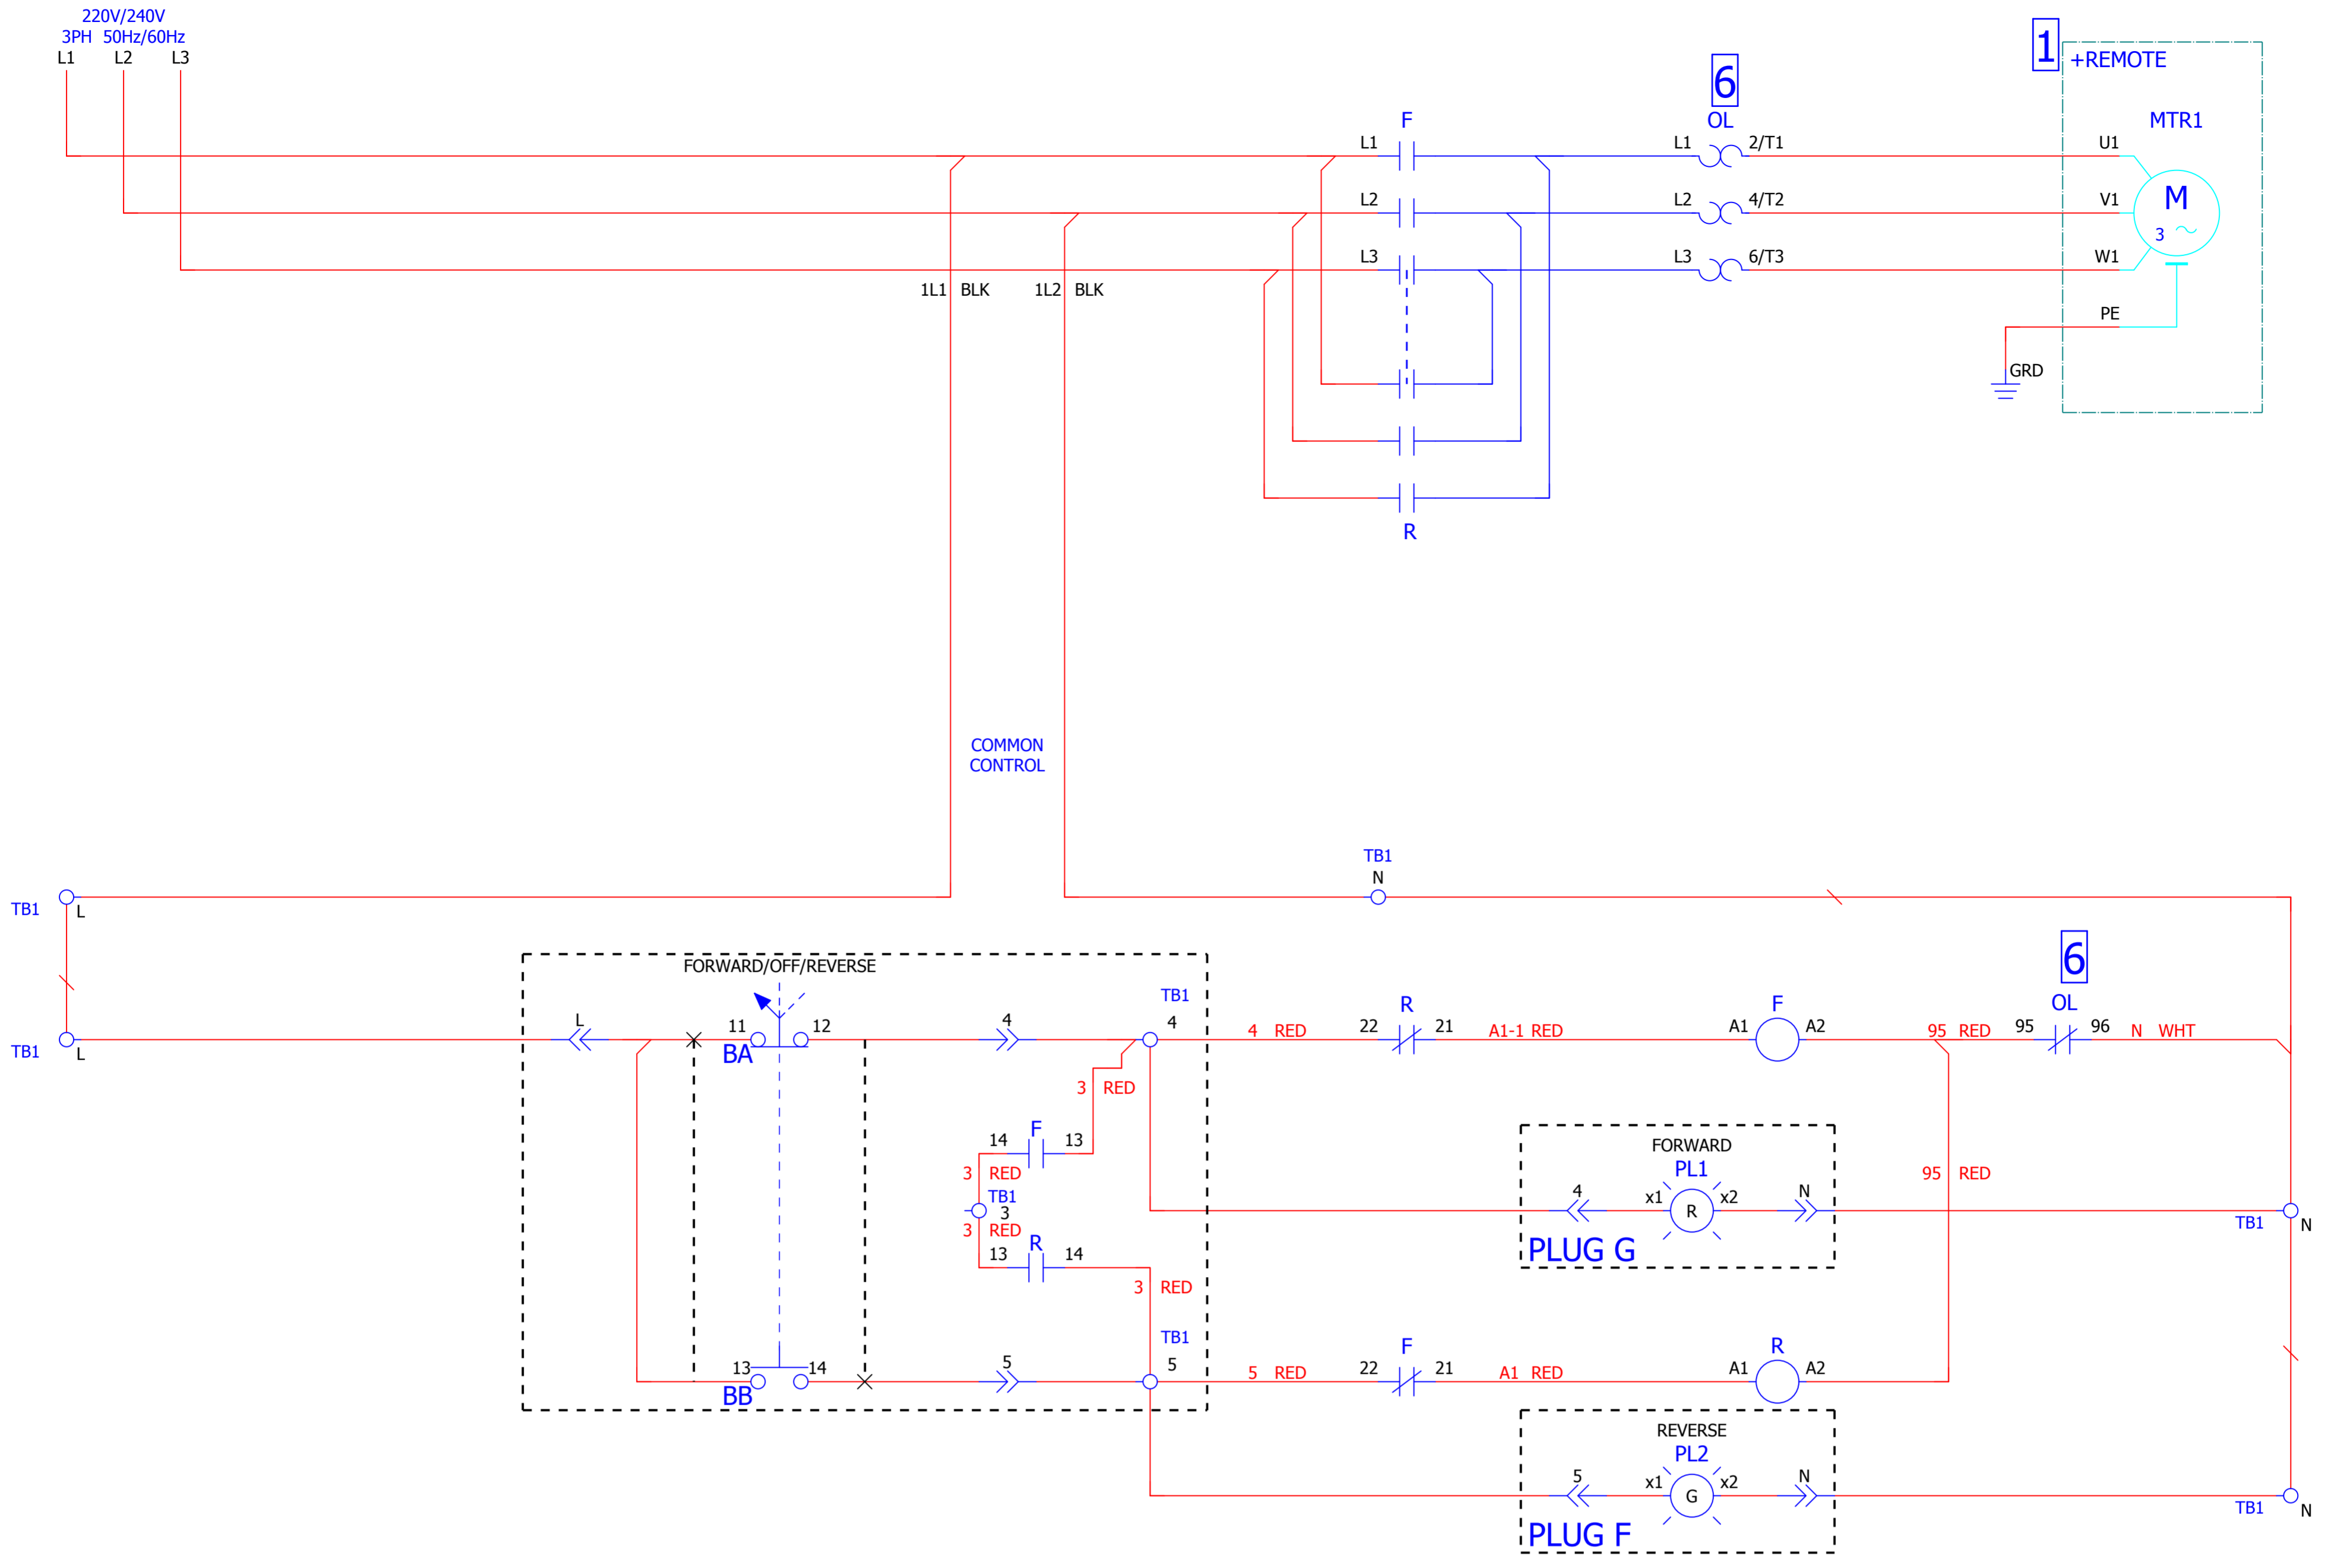 220V/240V
3PH 50Hz/60Hz
L1 L2 L3
1
+REMOTE
6
F OL MTR1
L1 L1 2/T1 U1
L2 L2 4/T2 V1
M
3
L3 L3 6/T3 W1
1L1 BLK 1L2 BLK
PE
GRD
R
COMMON
CONTROL
TB1
N
TB1 L
6
FORWARD/OFF/REVERSE
TB1 OL
R F
L 11 12 4 4
4 RED 22 21 A1-1 RED A1 A2 95 RED 95 96 N WHT
TB1 L
BA
3 RED
F
14 13
FORWARD
PL1
3 RED
95 RED
TB1
3
4 x1 R x2 N
TB1 N
3 RED
R
13 14
PLUG G
3 RED
TB1
F R
13 14 5 5
5 RED 22 21 A1 RED A1 A2
BB
REVERSE
PL2
5 x1 G x2 N
TB1 N
PLUG F